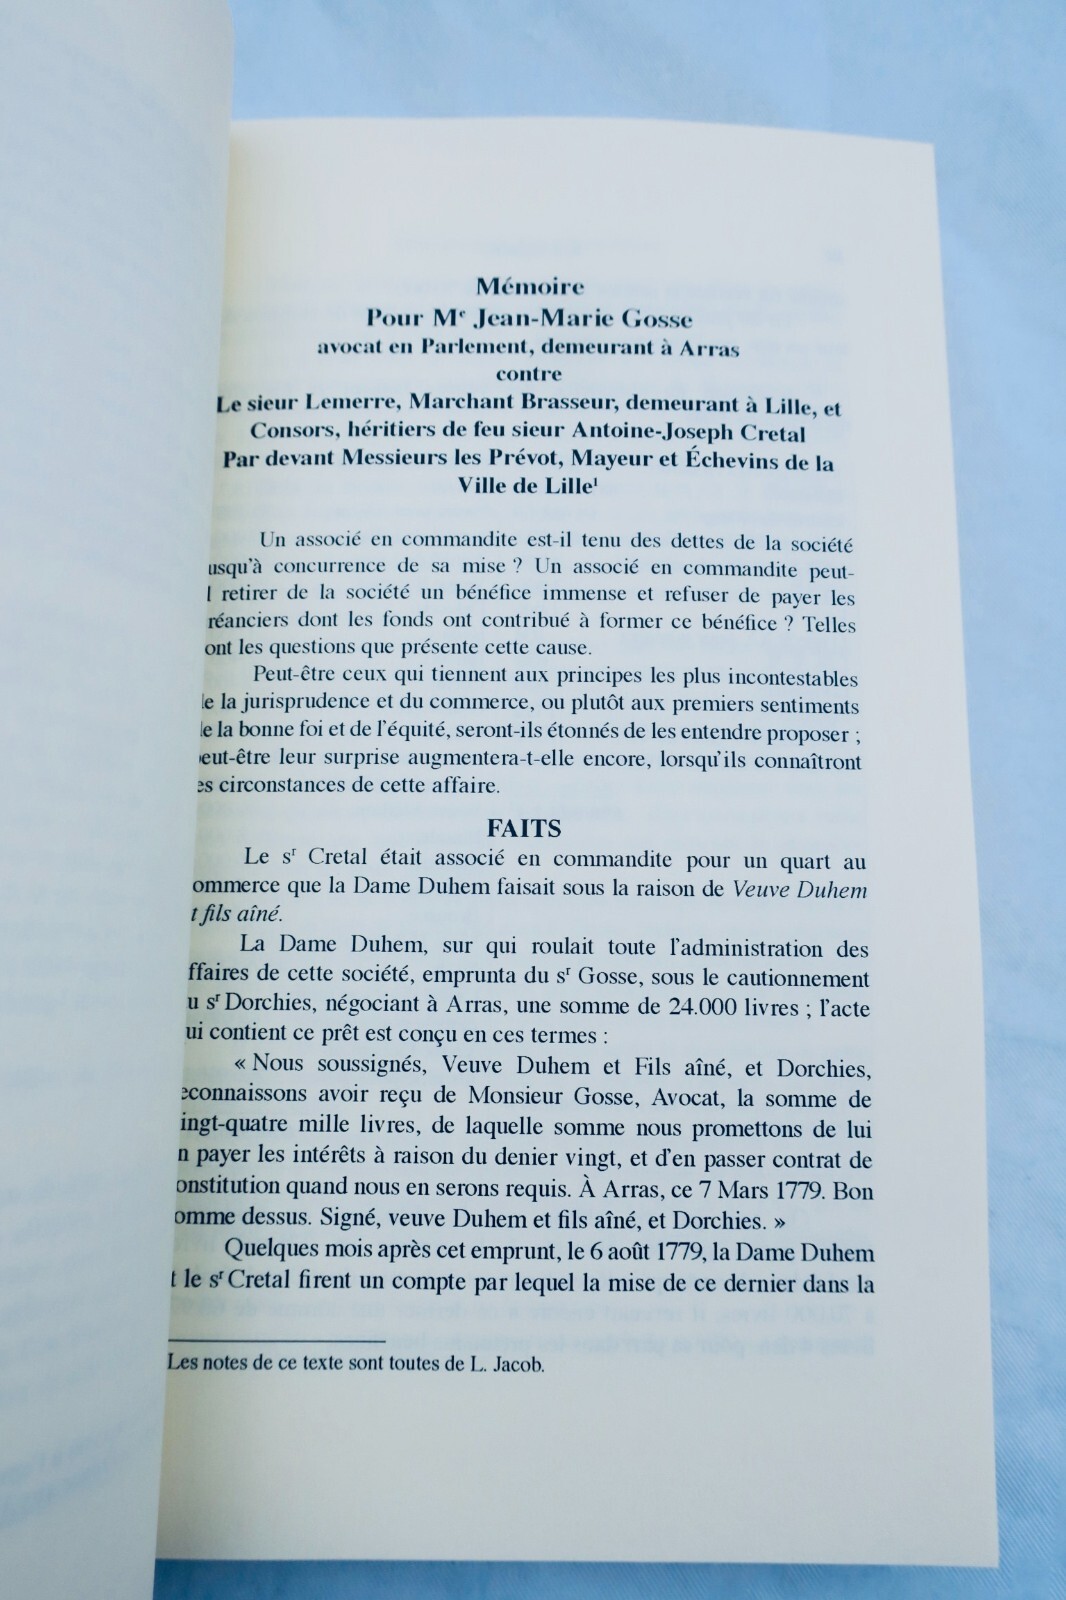 Mémoire
Pour Mᵉ Jean-Marie Gosse
avocat en Parlement, demeurant à Arras
contre
Le sieur Lemerre, Marchant Brasseur, demeurant à Lille, et
Consors, héritiers de feu sieur Antoine-Joseph Cretal
Par devant Messieurs les Prévot, Mayeur et Échevins de la
Ville de Lille¹
Un associé en commandite est-il tenu des dettes de la société
usqu'à concurrence de sa mise ? Un associé en commandite peut-
l retirer de la société un bénéfice immense et refuser de payer les
réanciers dont les fonds ont contribué à former ce bénéfice ? Telles
ont les questions que présente cette cause.
Peut-être ceux qui tiennent aux principes les plus incontestables
le la jurisprudence et du commerce, ou plutôt aux premiers sentiments
le la bonne foi et de l'équité, seront-ils étonnés de les entendre proposer ;
eut-être leur surprise augmentera-t-elle encore, lorsqu'ils connaîtront
es circonstances de cette affaire.
FAITS
Le sʳ Cretal était associé en commandite pour un quart au
ommerce que la Dame Duhem faisait sous la raison de Veuve Duhem
t fils aîné.
La Dame Duhem, sur qui roulait toute l'administration des
ffaires de cette société, emprunta du sʳ Gosse, sous le cautionnement
u sʳ Dorchies, négociant à Arras, une somme de 24.000 livres ; l'acte
ui contient ce prêt est conçu en ces termes :
« Nous soussignés, Veuve Duhem et Fils aîné, et Dorchies,
econnaissons avoir reçu de Monsieur Gosse, Avocat, la somme de
ingt-quatre mille livres, de laquelle somme nous promettons de lui
n payer les intérêts à raison du denier vingt, et d'en passer contrat de
onstitution quand nous en serons requis. À Arras, ce 7 Mars 1779. Bon
omme dessus. Signé, veuve Duhem et fils aîné, et Dorchies. »
Quelques mois après cet emprunt, le 6 août 1779, la Dame Duhem
t le sʳ Cretal firent un compte par lequel la mise de ce dernier dans la
Les notes de ce texte sont toutes de L. Jacob.